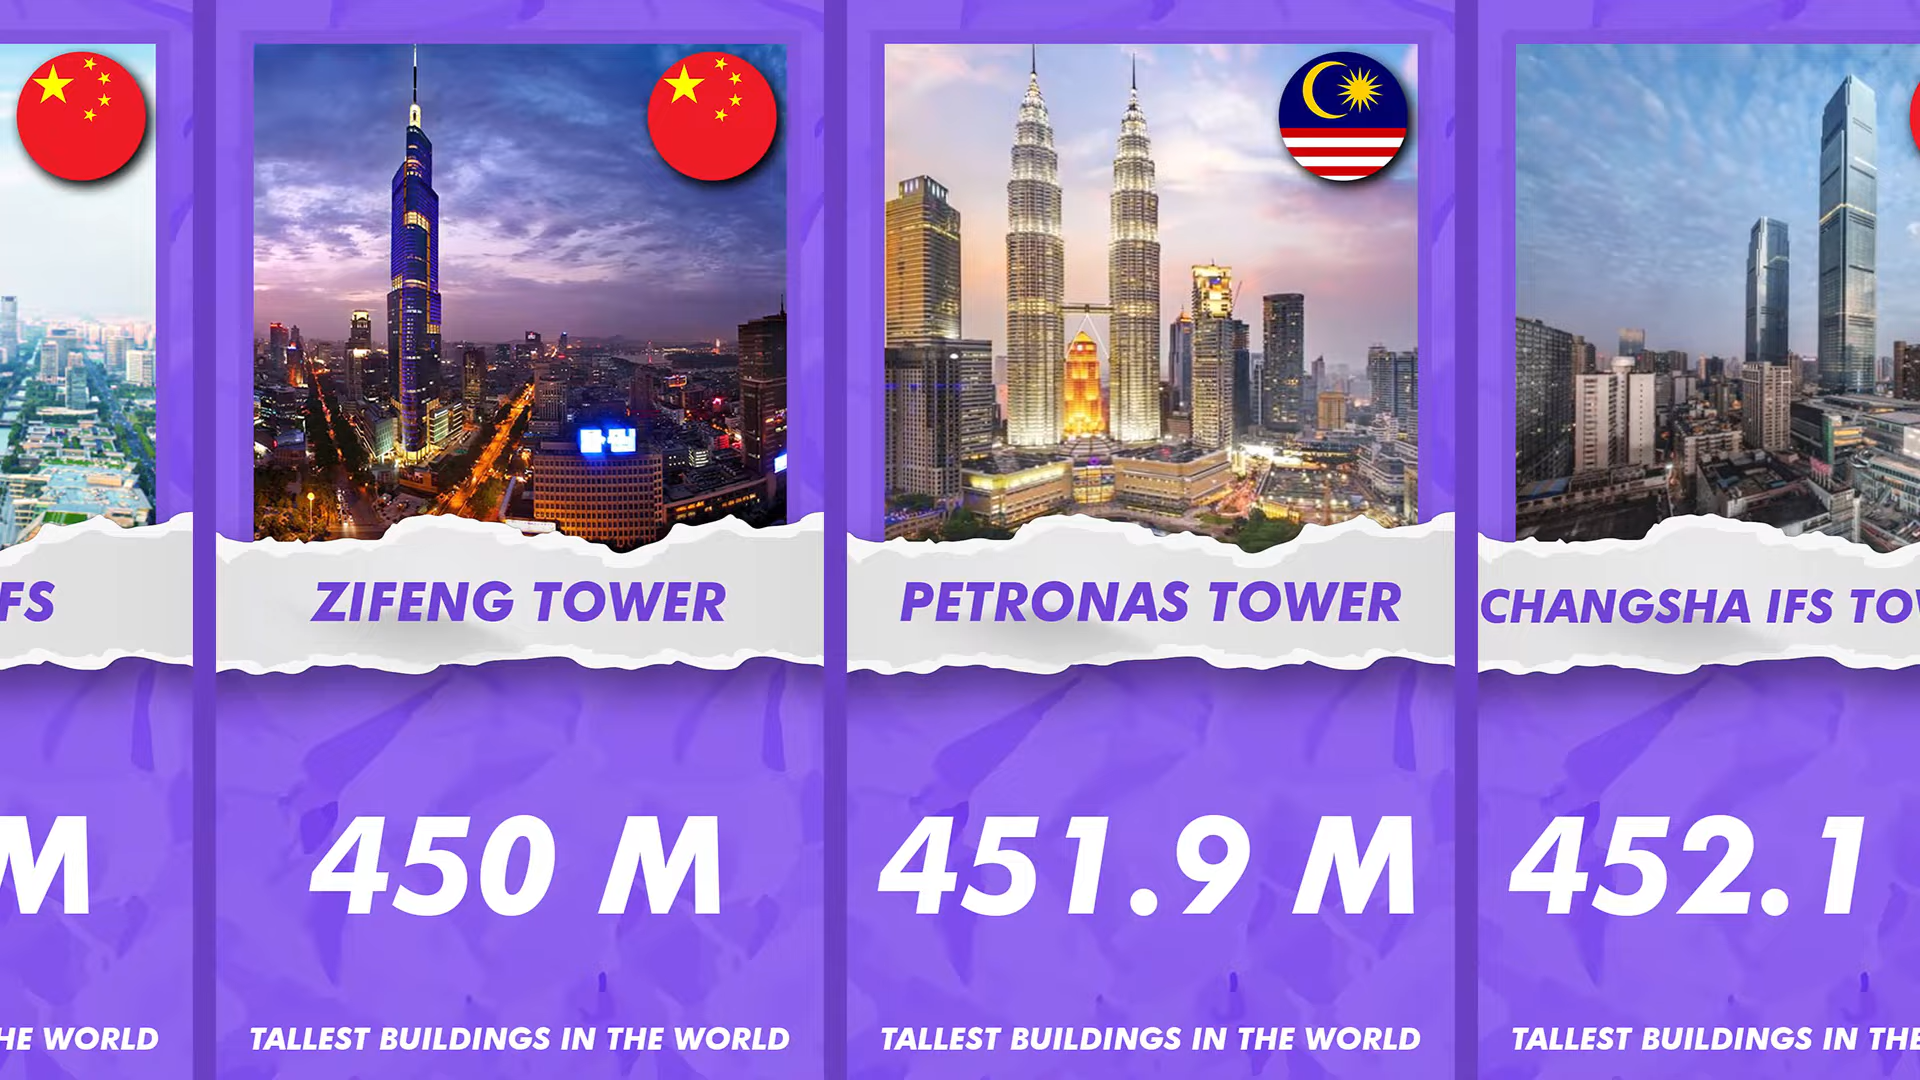 FS
M
HE WORLD
ZIFENG TOWER
450 M
TALLEST BUILDINGS IN THE WORLD
PETRONAS TOWER
451.9 M
TALLEST BUILDINGS IN THE WORLD
CHANGSHA IFS TOW
452.1
TALLEST BUILDINGS IN THE